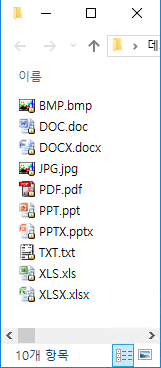 이름
BMP.bmp
DOC.doc
DOCX.docx
JPG.jpg
PDF.pdf
PPT.ppt
PPTX.pptx
TXT.txt
XLS.xls
XLSX.xlsx
10개 항목